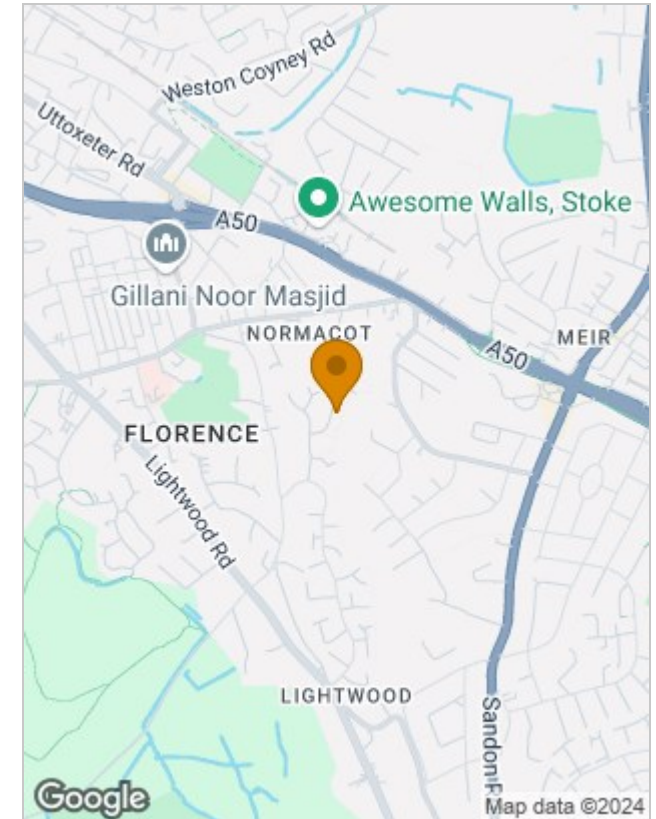 Weston Coyney Rd
Uttoxeter Rd
Awesome Walls, Stoke
A50
Gillani Noor Masjid
NORMACOT
MEIR
A50
FLORENCE
Lightwood Rd
LIGHTWOOD
Sandon R
Google
Map data ©2024